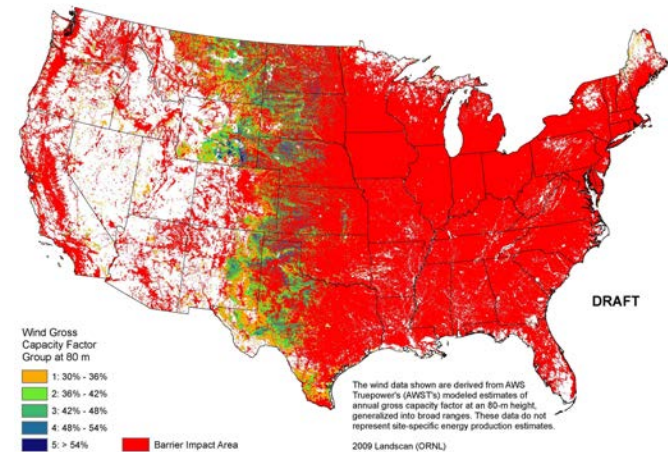 DRAFT
Wind Gross
Capacity Factor
Group at 80 m
1: 30% - 36%
2: 36% - 42%
3: 42% - 48%
4: 48% - 54%
5: > 54%
Barrier Impact Area
The wind data shown are derived from AWS
Truepower's (AWST's) modeled estimates of
annual gross capacity factor at an 80-m height,
generalized into broad ranges. These data do not
represent site-specific energy production estimates.
2009 Landscan (ORNL)